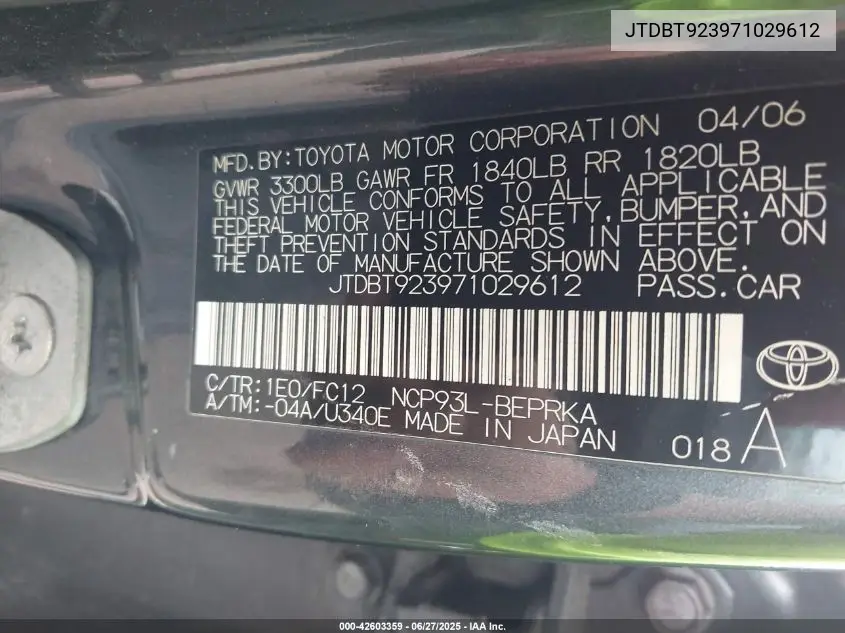 JTDBT923971029612
MFD.BY:TOYOTA MOTOR CORPORATION 04/06
GVWR 3300LB GAWR FR 1840LB RR 1820LB
THIS VEHICLE CONFORMS TO ALL APPLICABLE
FEDERAL MOTOR VEHICLE SAFETY,BUMPER,AND
THEFT PREVENTION STANDARDS IN EFFECT ON
THE DATE OF MANUFACTURE SHOWN ABOVE.
JTDBT923971029612 PASS.CAR
C/TR:1E0/FC12 NCP93L-BEPRKA
A/TM:-04A/U340E MADE IN JAPAN
018 A
000-42603359 - 06/27/2025 - IAA Inc.